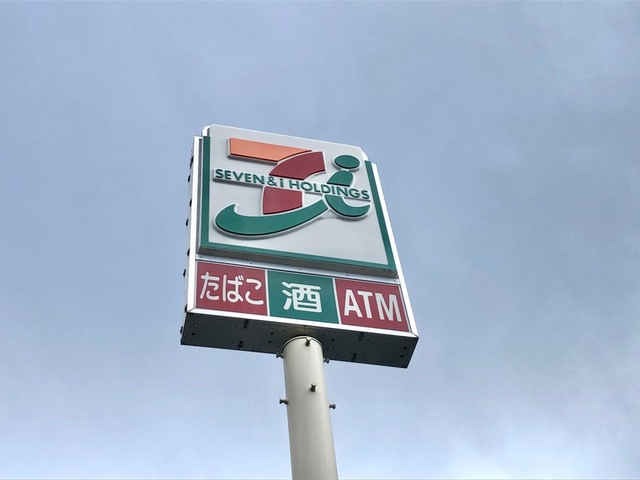 SEVEN & i HOLDINGS
たばこ 酒 ATM